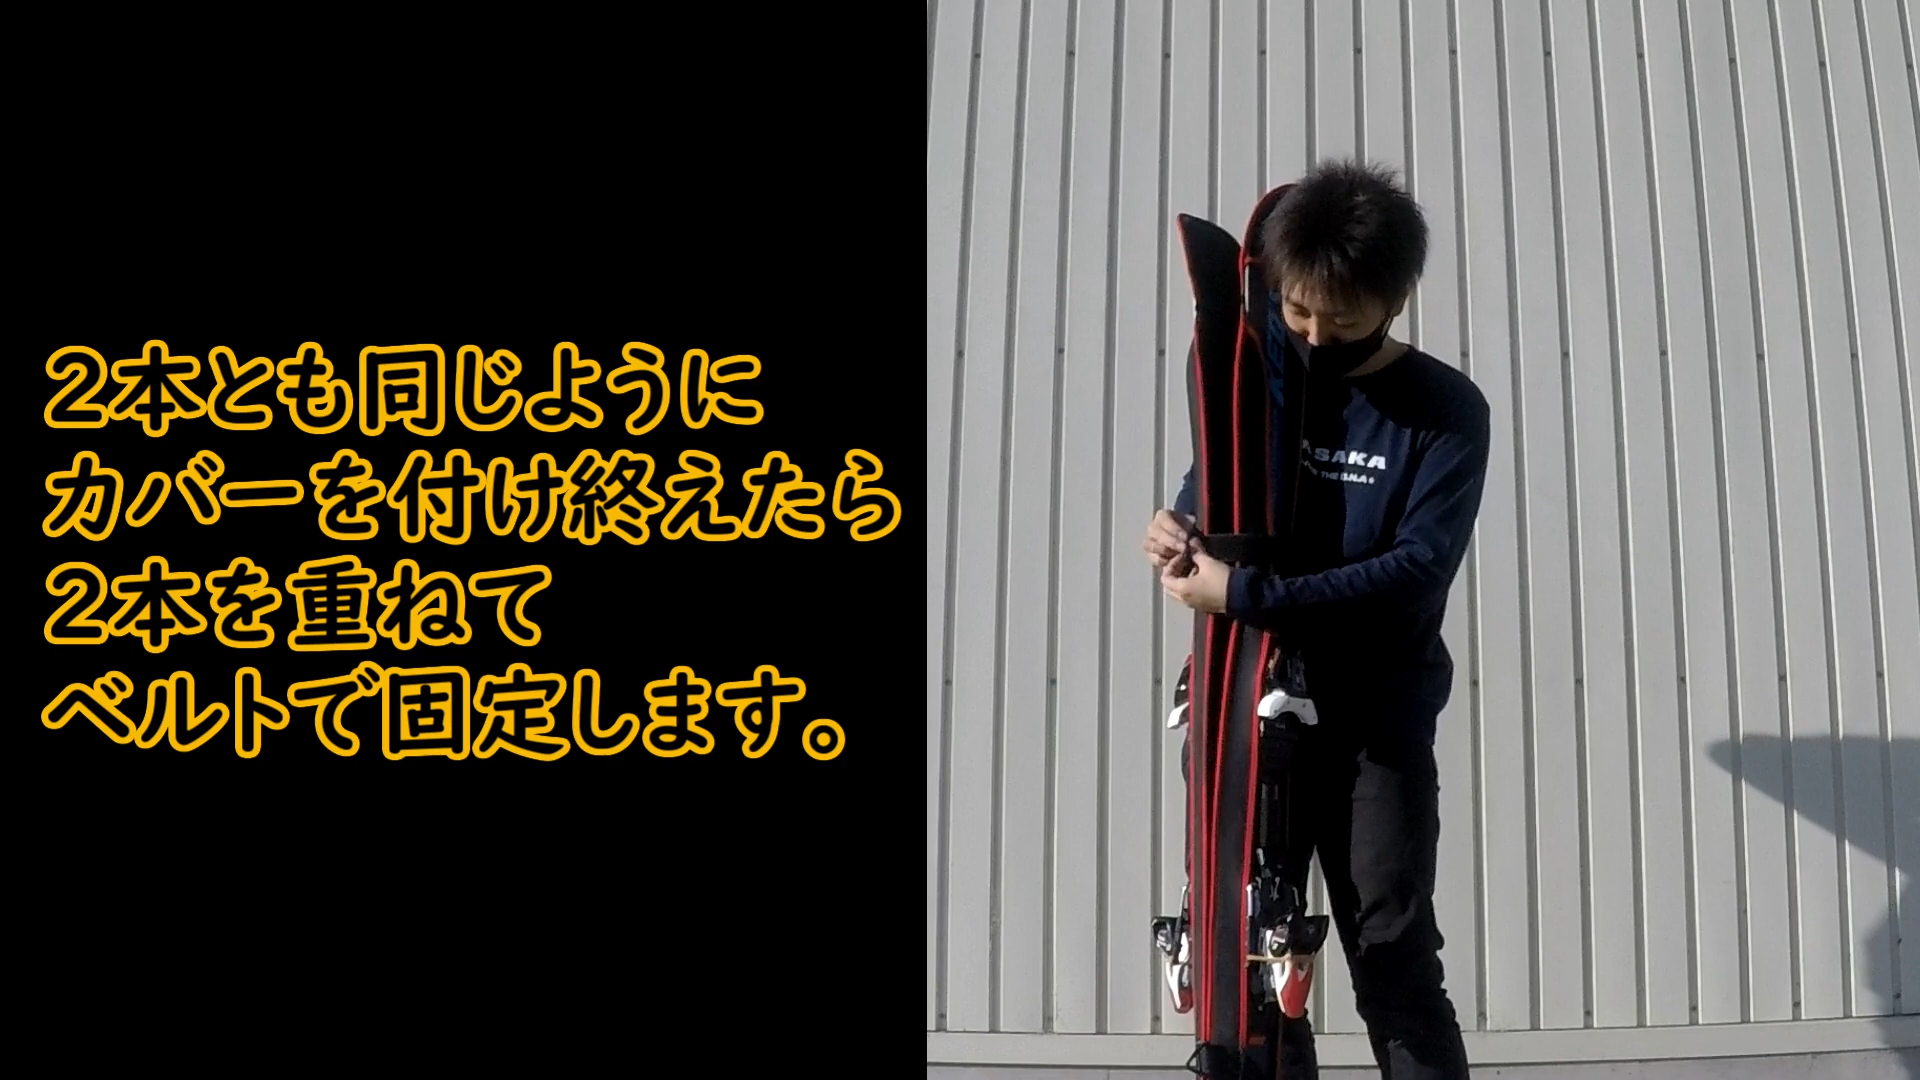 2本とも同じように
カバーを付け終えたら
2本を重ねて
ベルトで固定します。
SAKA
THE